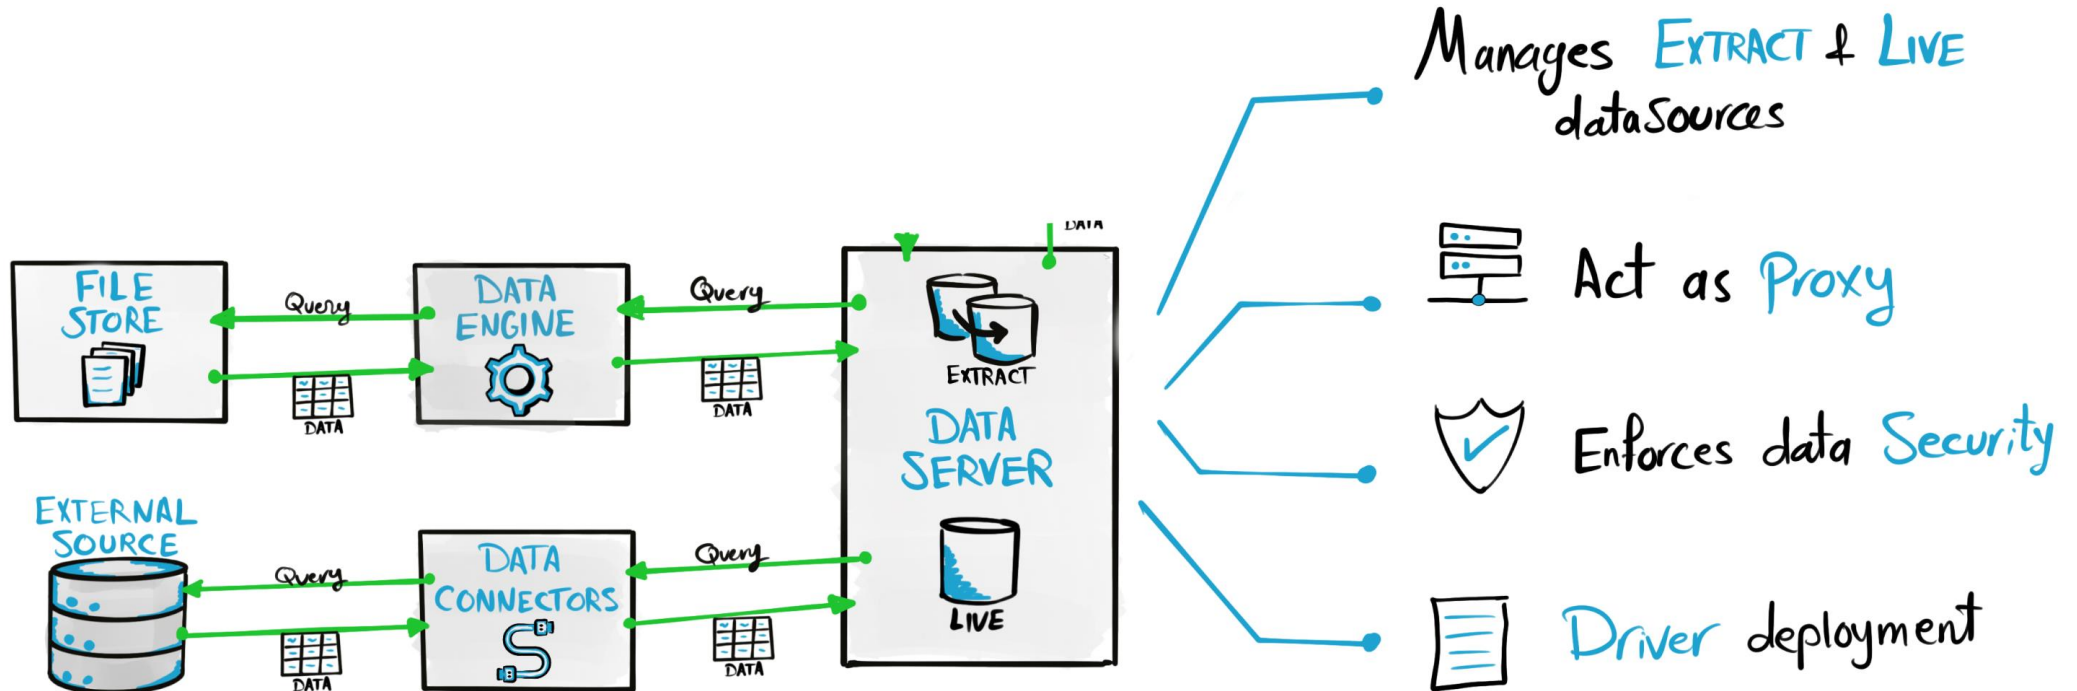 Manages EXTRACT & LIVE
dataSources
DATA
FILE
STORE
Query
DATA
DATA
ENGINE
Query
DATA
EXTRACT
DATA
SERVER
LIVE
EXTERNAL
SOURCE
Query
DATA
DATA
CONNECTORS
Query
DATA
Act as Proxy
Enforces data Security
Driver deployment